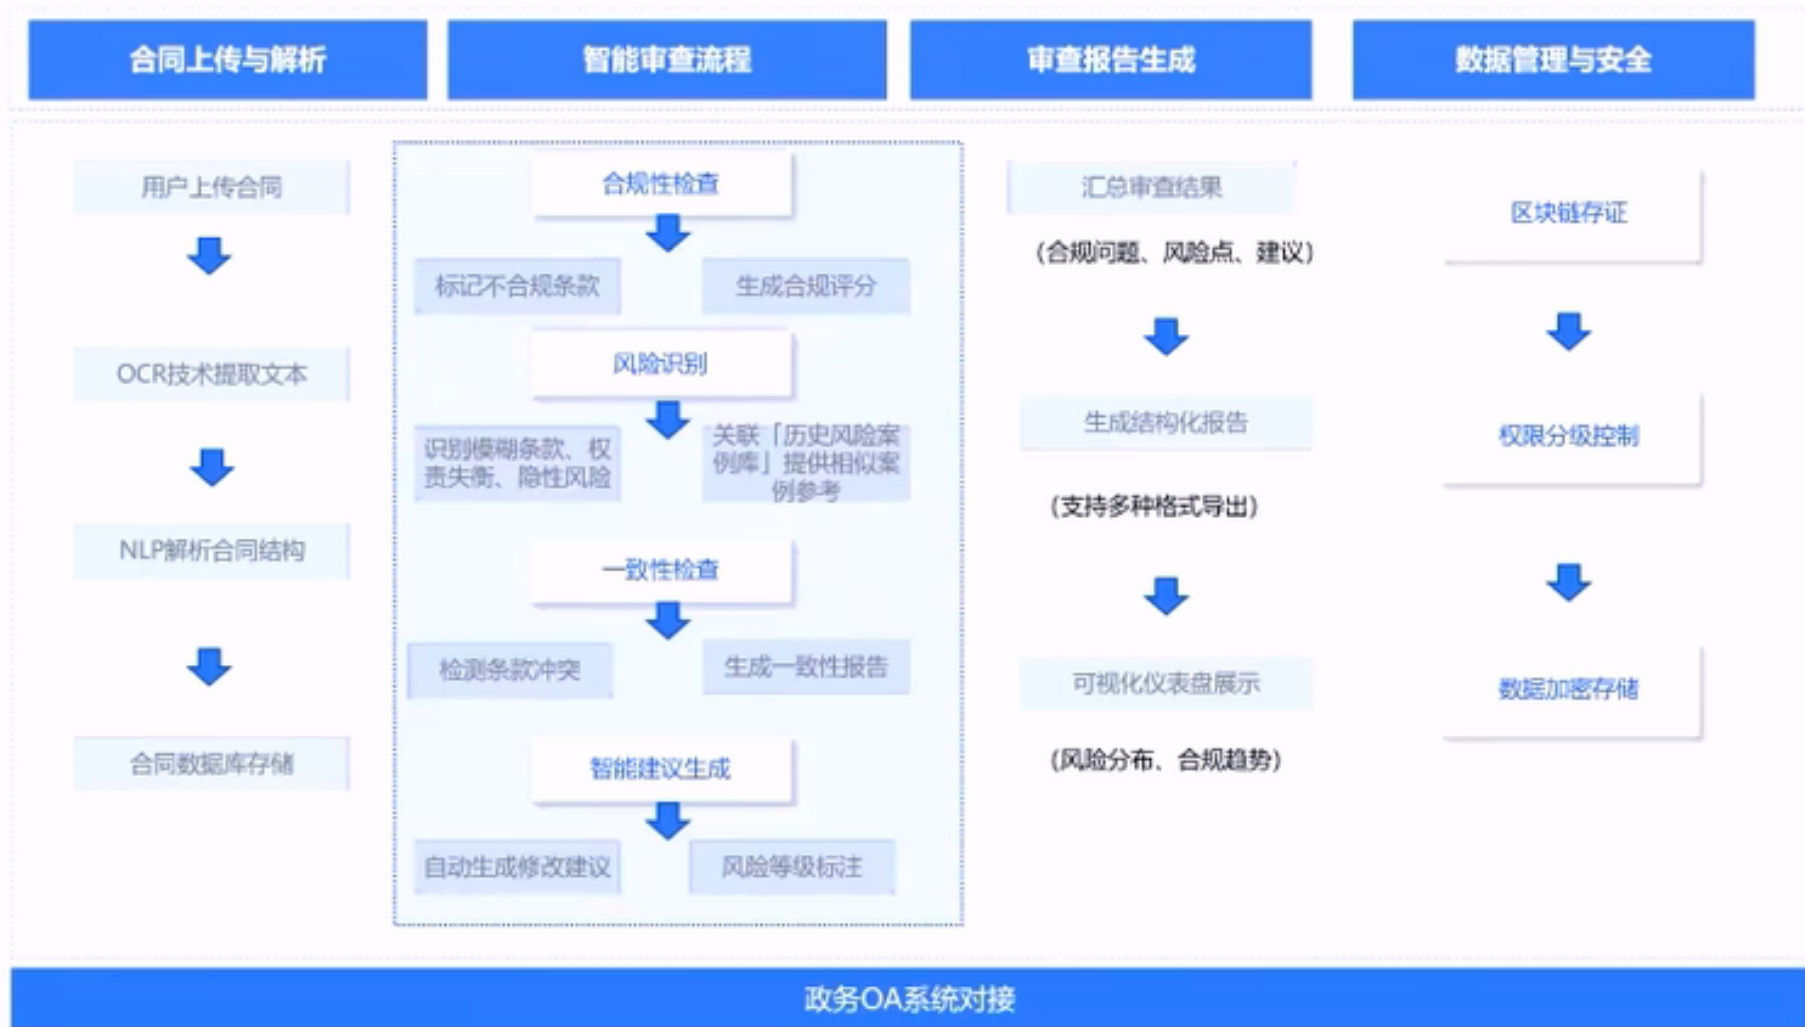 合同上传与解析
智能审查流程
审查报告生成
数据管理与安全
用户上传合同
OCR技术提取文本
NLP解析合同结构
合同数据库存储
合规性检查
标记不合规条款
生成合规评分
风险识别
识别模糊条款、权
责失衡、隐性风险
关联「历史风险案
例库」提供相似案
例参考
一致性检查
检测条款冲突
生成一致性报告
智能建议生成
自动生成修改建议
风险等级标注
汇总审查结果
（合规问题、风险点、建议）
生成结构化报告
（支持多种格式导出）
可视化仪表盘展示
（风险分布、合规趋势）
区块链存证
权限分级控制
数据加密存储
政务OA系统对接